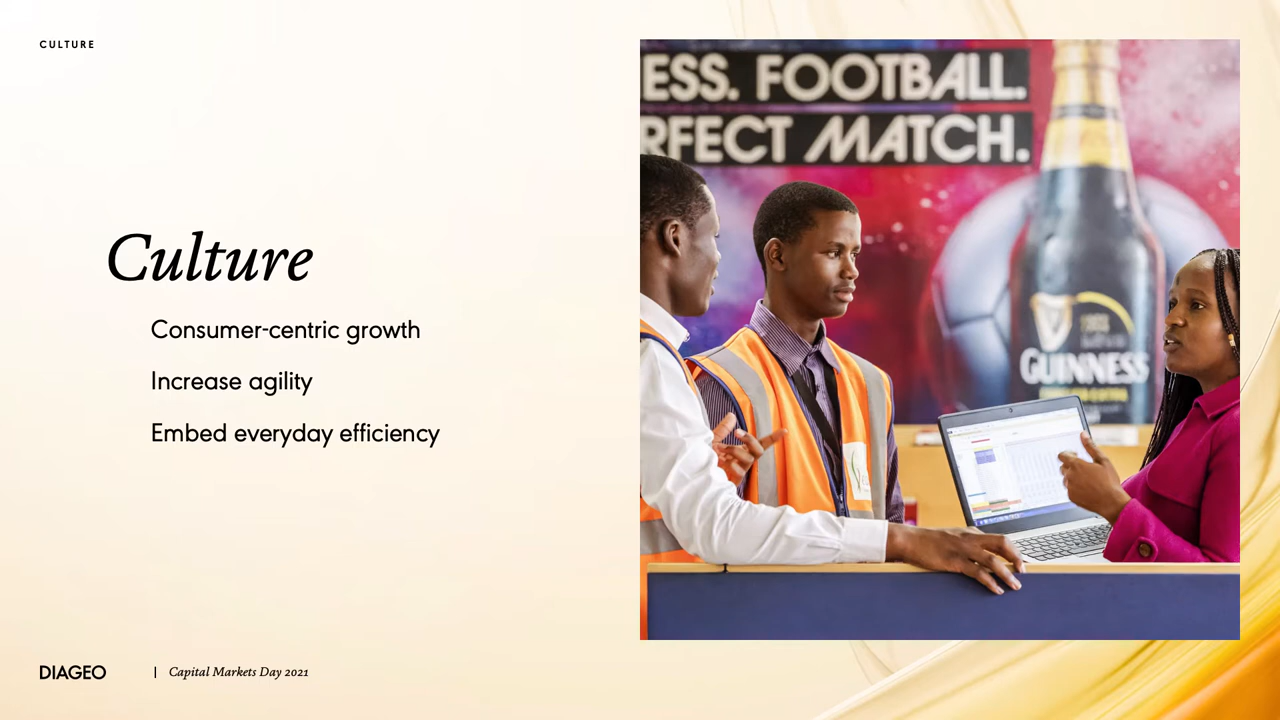 CULTURE
Culture
Consumer-centric growth
Increase agility
Embed everyday efficiency
ESS. FOOTBALL.
RFECT MATCH.
GUINNESS
DIAGEO | Capital Markets Day 2021